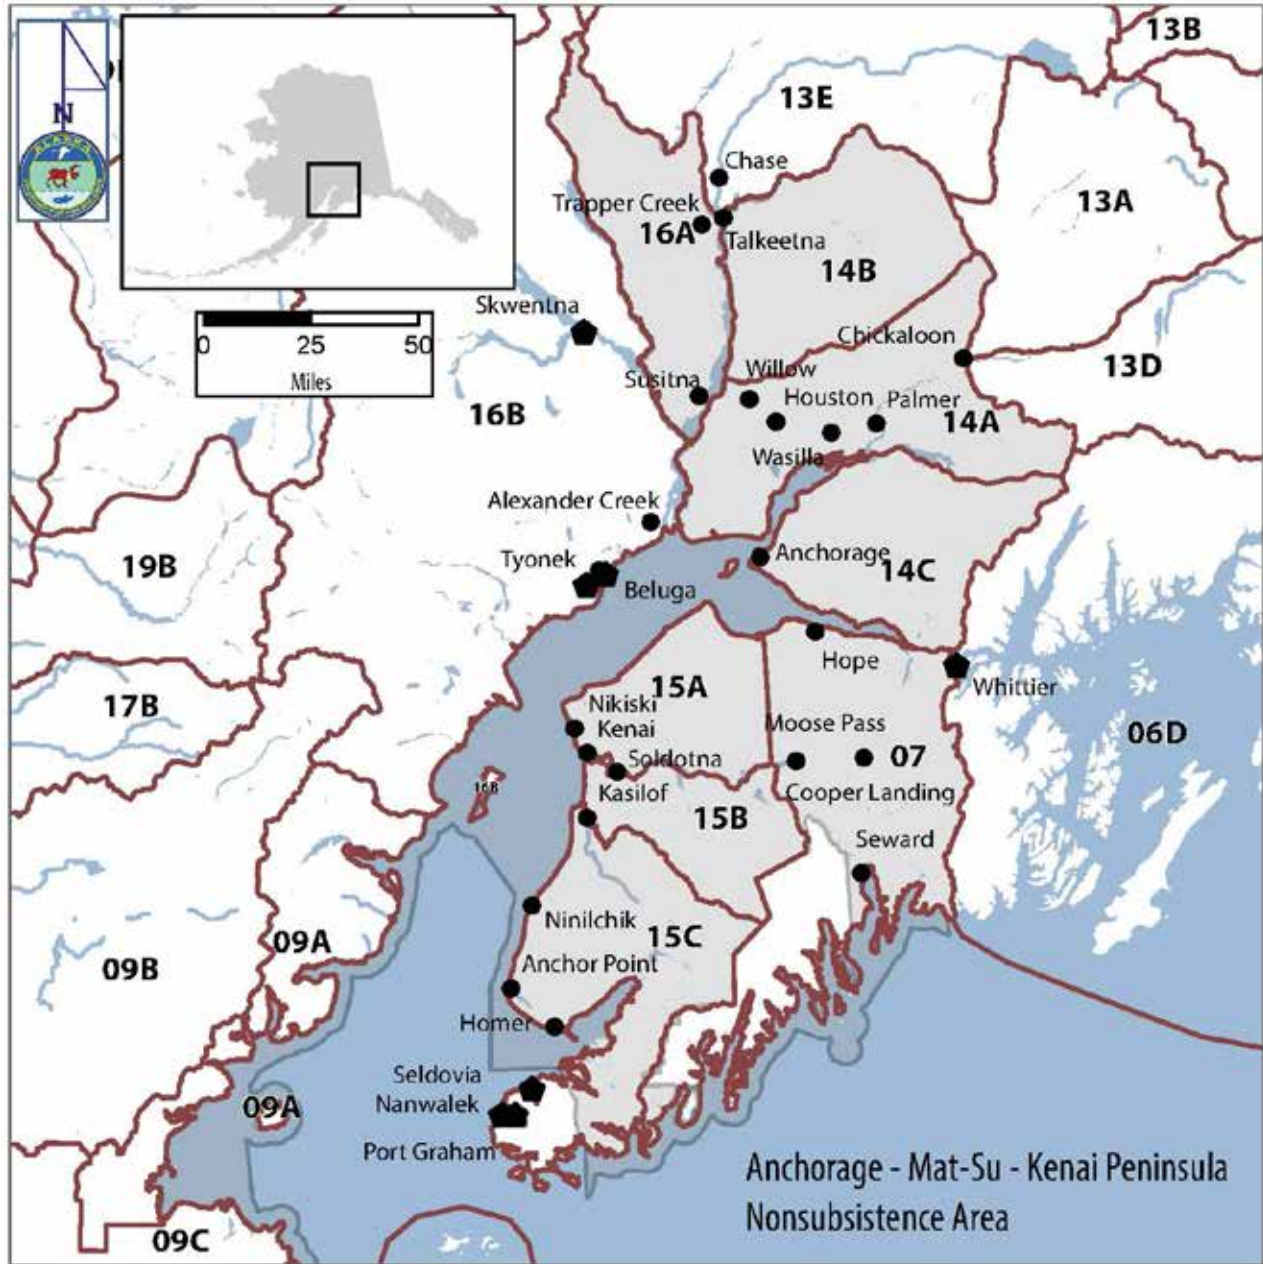 13B
N
ALASKA
13E
Chase
13A
Trapper Creek
16A
Talkeetna
14B
Skwentna
0 25 50
Miles
Chickaloon
13D
Willow
Susitna
Houston
Palmer
16B
14A
Wasilla
Alexander Creek
Anchorage
Tyonek
19B
14C
Beluga
Hope
Whittier
15A
17B
Nikiski
Kenai
Moose Pass
06D
07
Soldotna
16B
Kasilof
Cooper Landing
15B
Seward
Ninilchik
15C
09A
Anchor Point
09B
Homer
Seldovia
Nanwalek
09A
Port Graham
Anchorage - Mat-Su - Kenai Peninsula
Nonsubsistence Area
09C